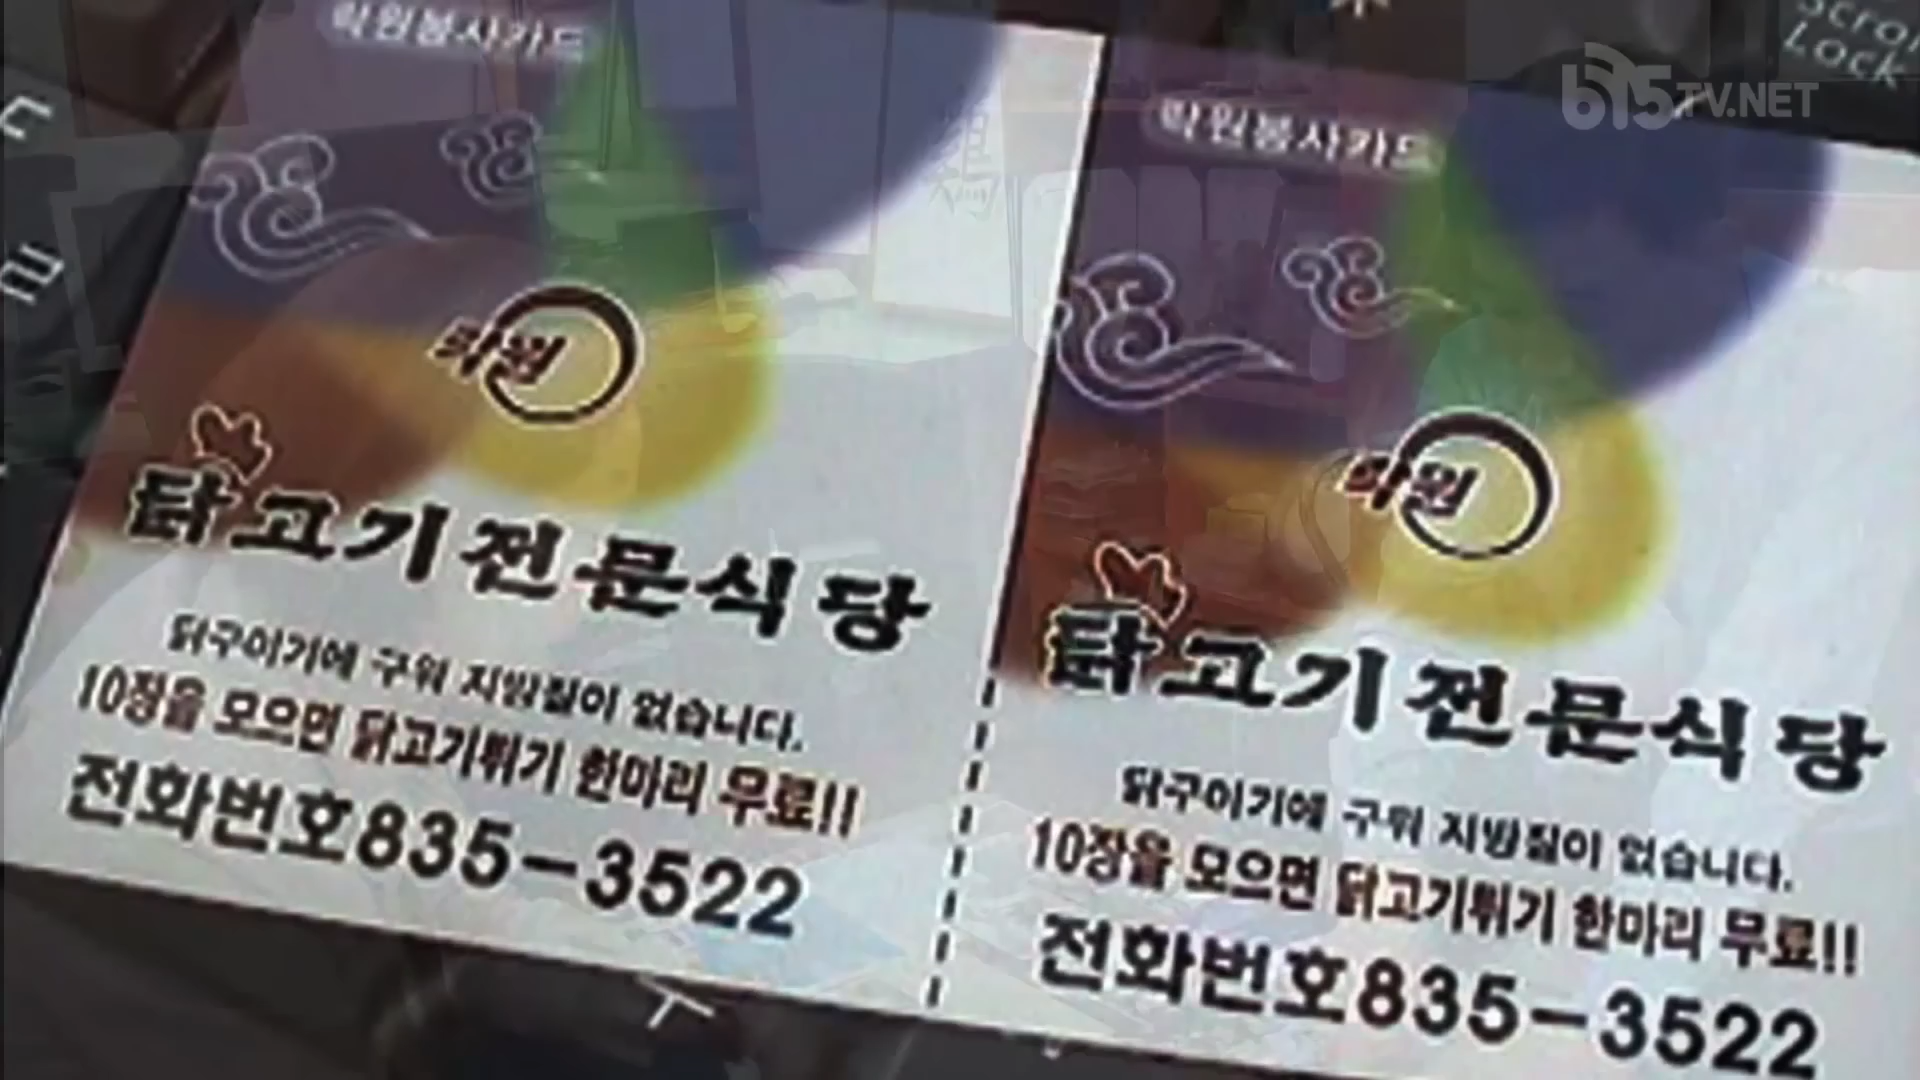 락원봉사카드
락원
닭고기전문식당
닭구이기에 구워 지방질이 없습니다.
10장을 모으면 닭고기튀기 한마리 무료!!
전화번호835-3522
락원봉사카드
락원
닭고기전문식당
닭구이기에 구워 지방질이 없습니다.
10장을 모으면 닭고기튀기 한마리 무료!!
전화번호835-3522
Scroll
Lock
615TV.NET
ㄷ
ㄹ
ㅜ